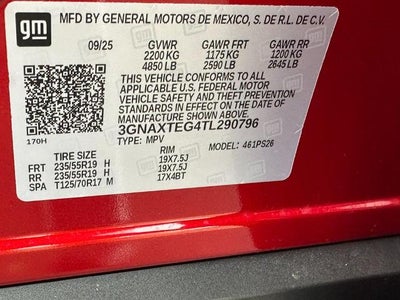 gm
MFD BY GENERAL MOTORS DE MEXICO, S. DE R.L. DE C.V.
09/25 GVWR GAWR FRT GAWR RR
2200 KG 1175 KG 1200 KG
4850 LB 2590 LB 2645 LB
THIS VEHICLE CONFORMS TO ALL
APPLICABLE U.S. FEDERAL MOTOR
VEHICLE SAFETY AND THEFT PREVENTION
STANDARDS IN EFFECT ON THE DATE OF
MANUFACTURE SHOWN ABOVE.
3GNAXTEG4TL290796
TYPE: MPV MODEL: 461PS26
170H
TIRE SIZE RIM
FRT 235/55R19 H 19X7.5J
RR 235/55R19 H 19X7.5J
SPA T125/70R17 M 17X4BT